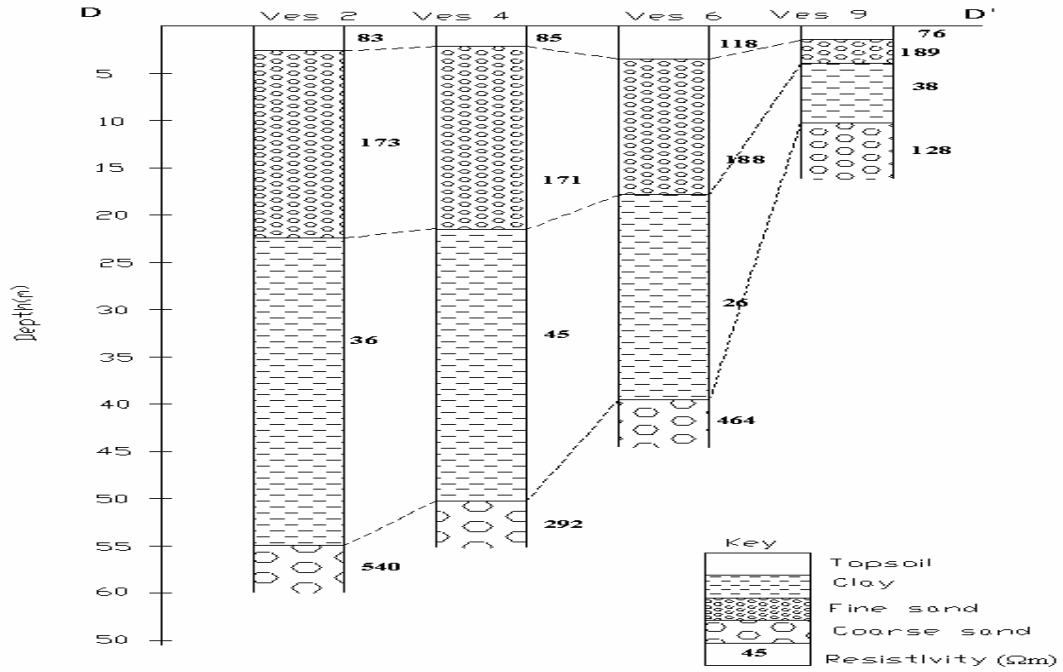 D Ves 2 Ves 4 Ves 6 Ves 9 D'
83 85 118 76
189
5
38
10
173 188 128
15
171
20
25
30
26
Depth(m)
36 45
35
40
464
45
50
292
55
540
60
50
Key
Topsoil
Clay
Fine sand
Coarse sand
45 Resistivity (Ωm)